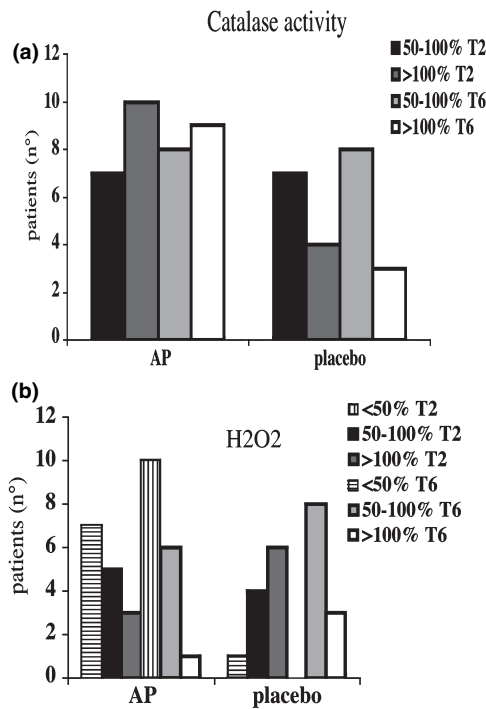 Catalase activity
(a)
50-100% T2
>100% T2
50-100% T6
>100% T6
patients (n°)
12
10
8
6
4
2
0
AP placebo
(b)
H2O2
<50% T2
50-100% T2
>100% T2
<50% T6
50-100% T6
>100% T6
patients (n°)
12
10
8
6
4
2
0
AP placebo